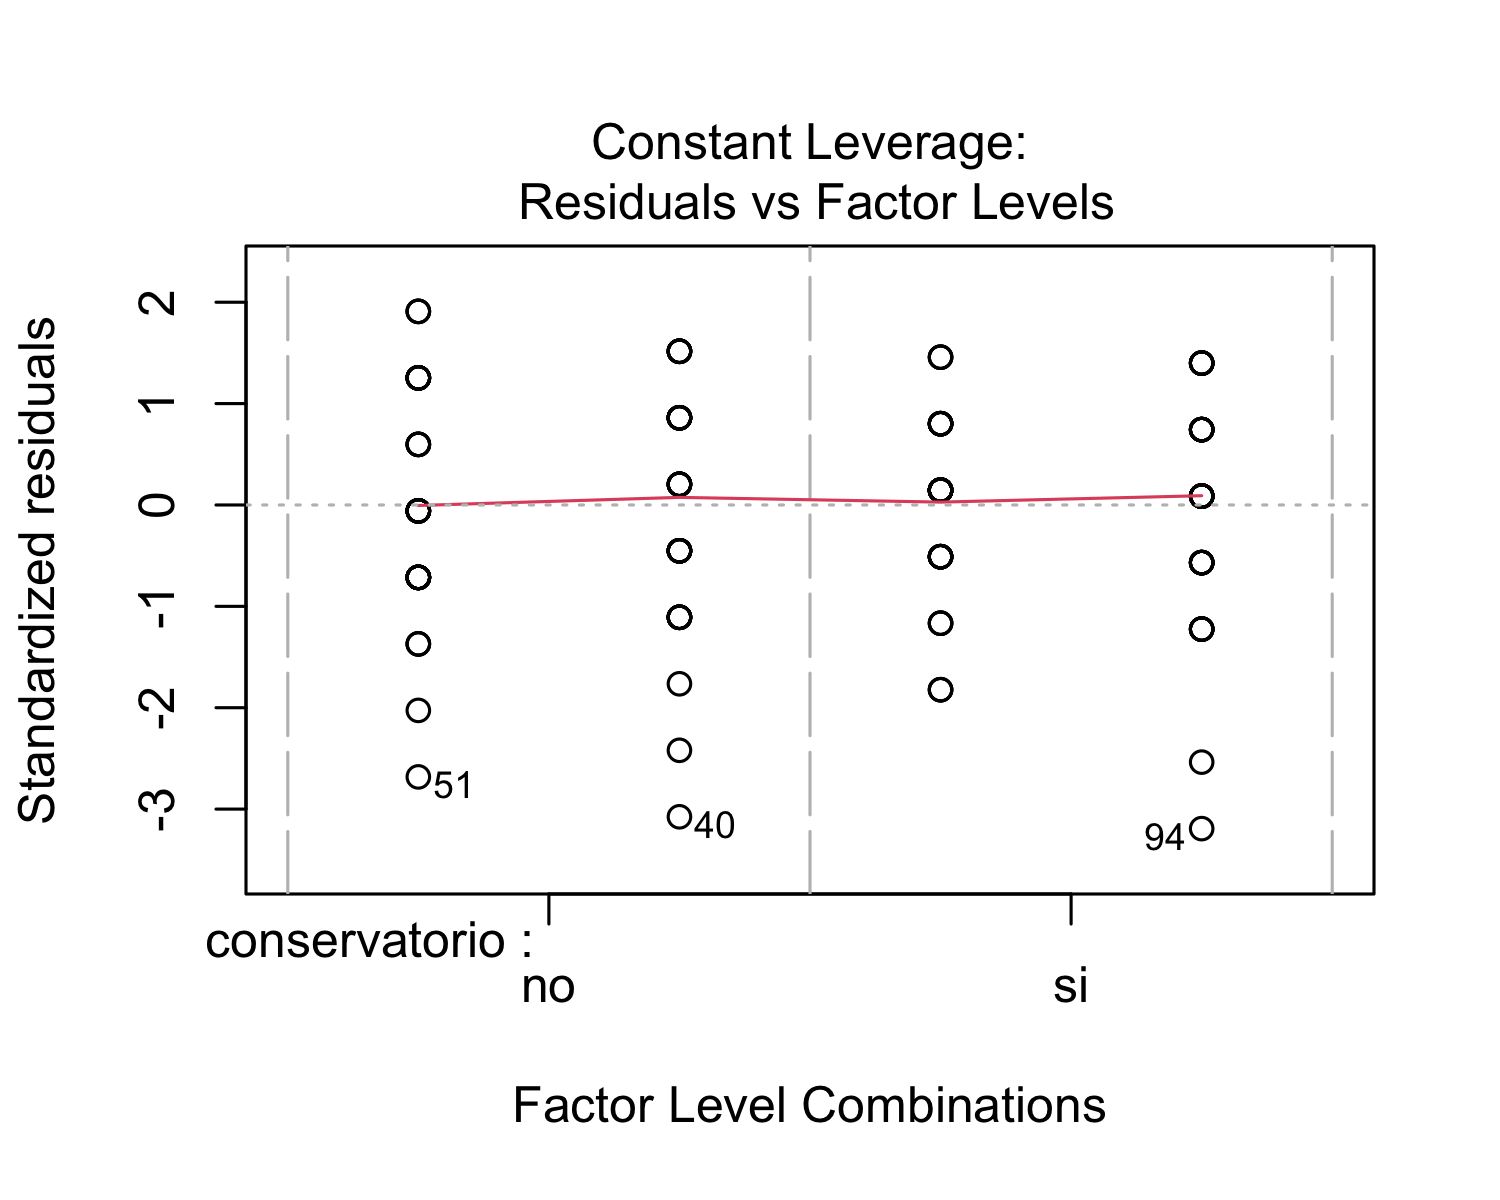 Constant Leverage:
Residuals vs Factor Levels
Standardized residuals
2
1
0
-1
-2
-3
51
40
94
conservatorio :
no
si
Factor Level Combinations